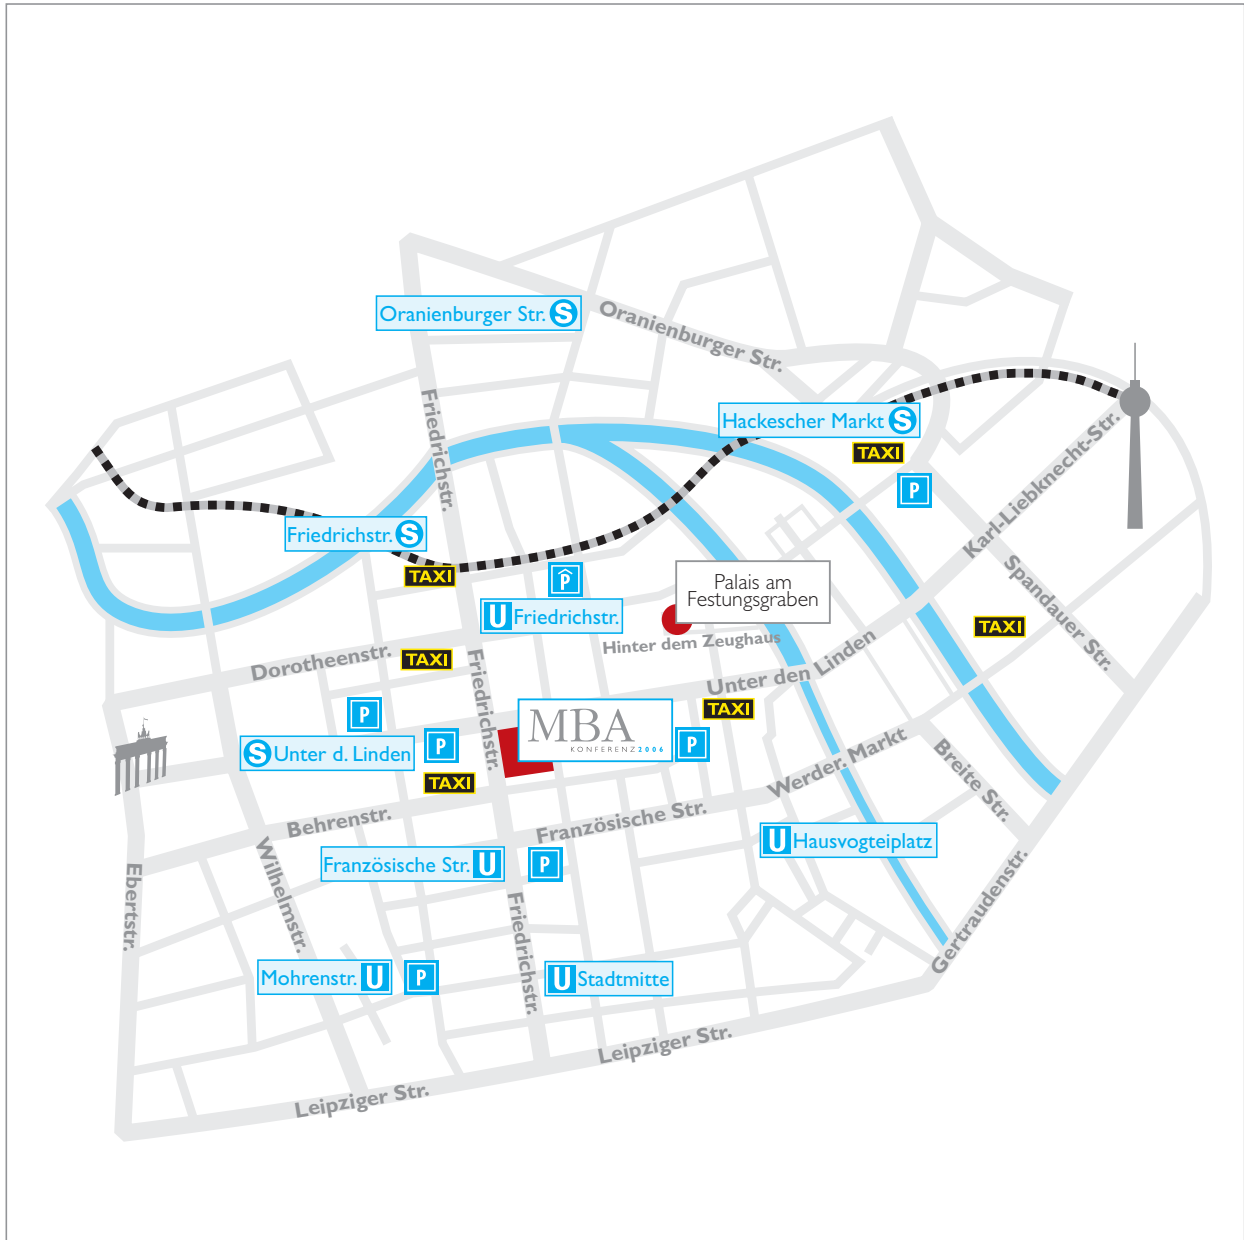 Oranienburger Str. S
Oranienburger Str.
Friedrichstr.
Hackescher Markt S
TAXI
P
Karl-Liebknecht-Str.
Friedrichstr. S
TAXI
P
U Friedrichstr.
Palais am
Festungsgraben
Hinter dem Zeughaus
Spandauer Str.
TAXI
Dorotheenstr.
TAXI
Friedrichstr.
Unter den Linden
TAXI
P
S Unter d. Linden
P
TAXI
MBA
KONFERENZ2006
P
Werder. Markt
Breite Str.
Behrenstr.
Französische Str.
U Hausvogteiplatz
Ebertstr.
Wilhelmstr.
Französische Str. U
P
Friedrichstr.
Gertraudenstr.
Mohrenstr. U
P
U Stadtmitte
Leipziger Str.
Leipziger Str.